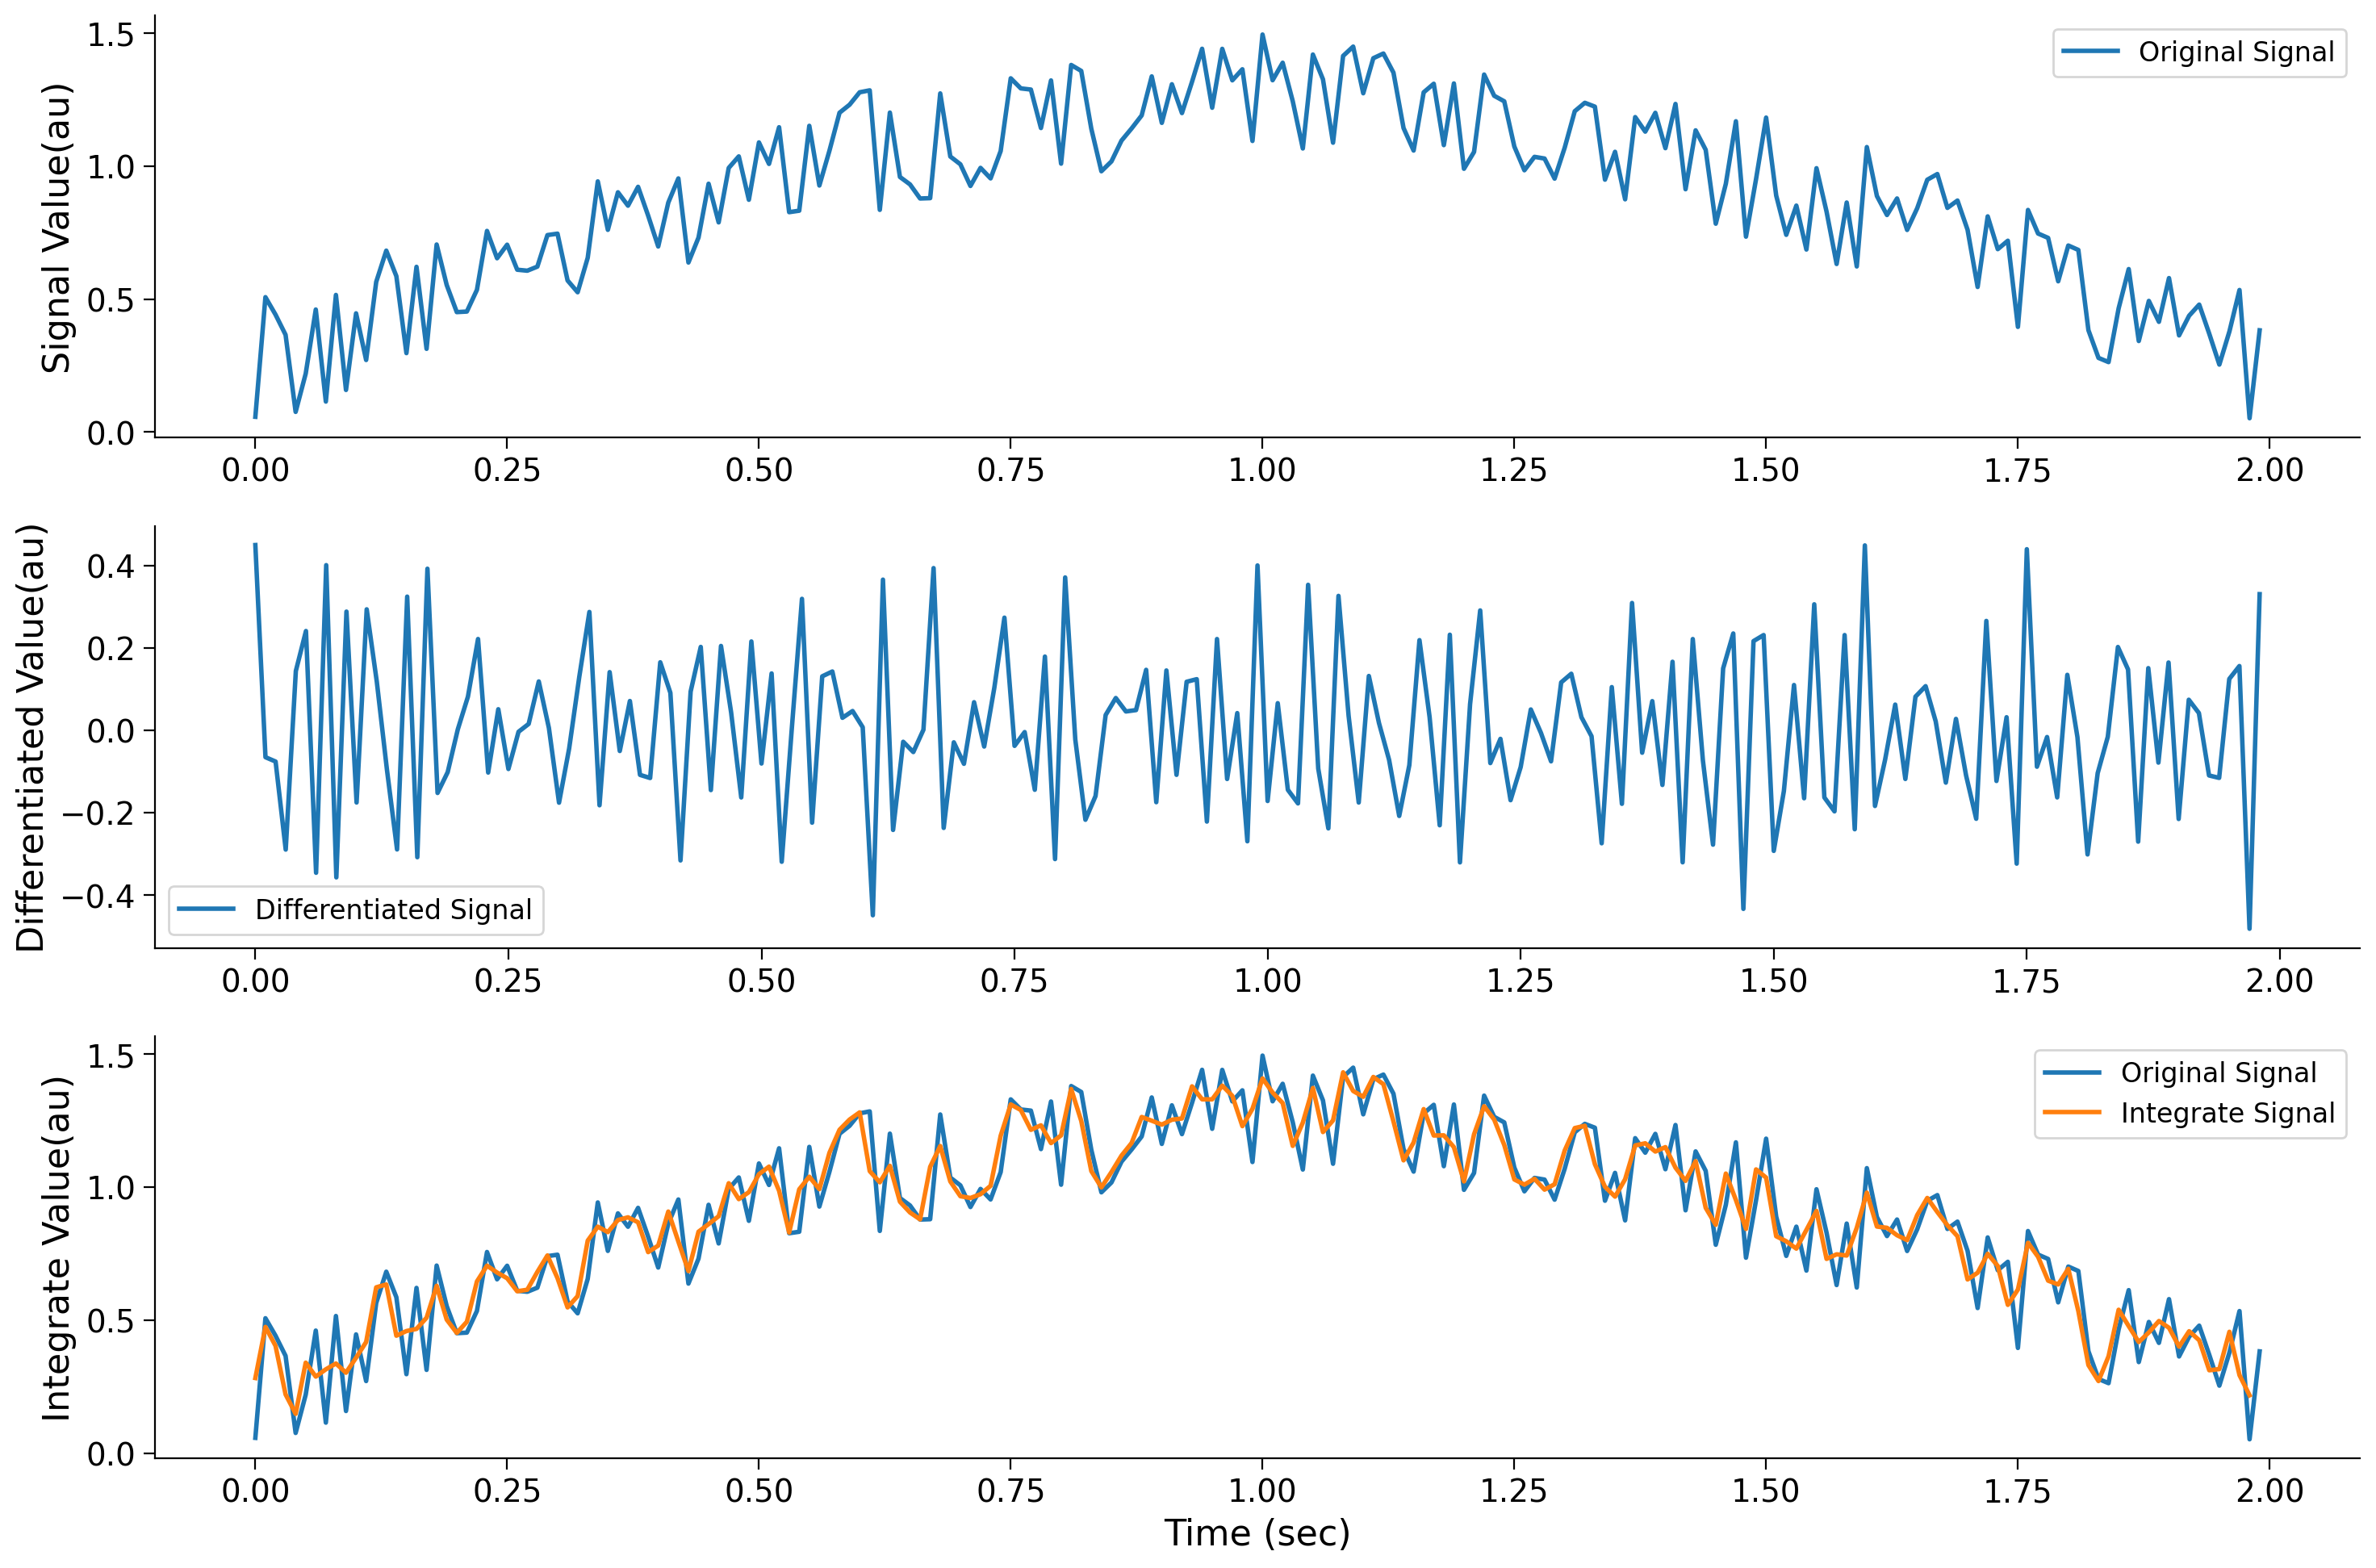 Signal Value(au)
1.5
1.0
0.5
0.0
Original Signal
0.00 0.25 0.50 0.75 1.00 1.25 1.50 1.75 2.00
Differentiated Value(au)
0.4
0.2
0.0
−0.2
−0.4
Differentiated Signal
0.00 0.25 0.50 0.75 1.00 1.25 1.50 1.75 2.00
Integrate Value(au)
1.5
1.0
0.5
0.0
Original Signal
Integrate Signal
0.00 0.25 0.50 0.75 1.00 1.25 1.50 1.75 2.00
Time (sec)